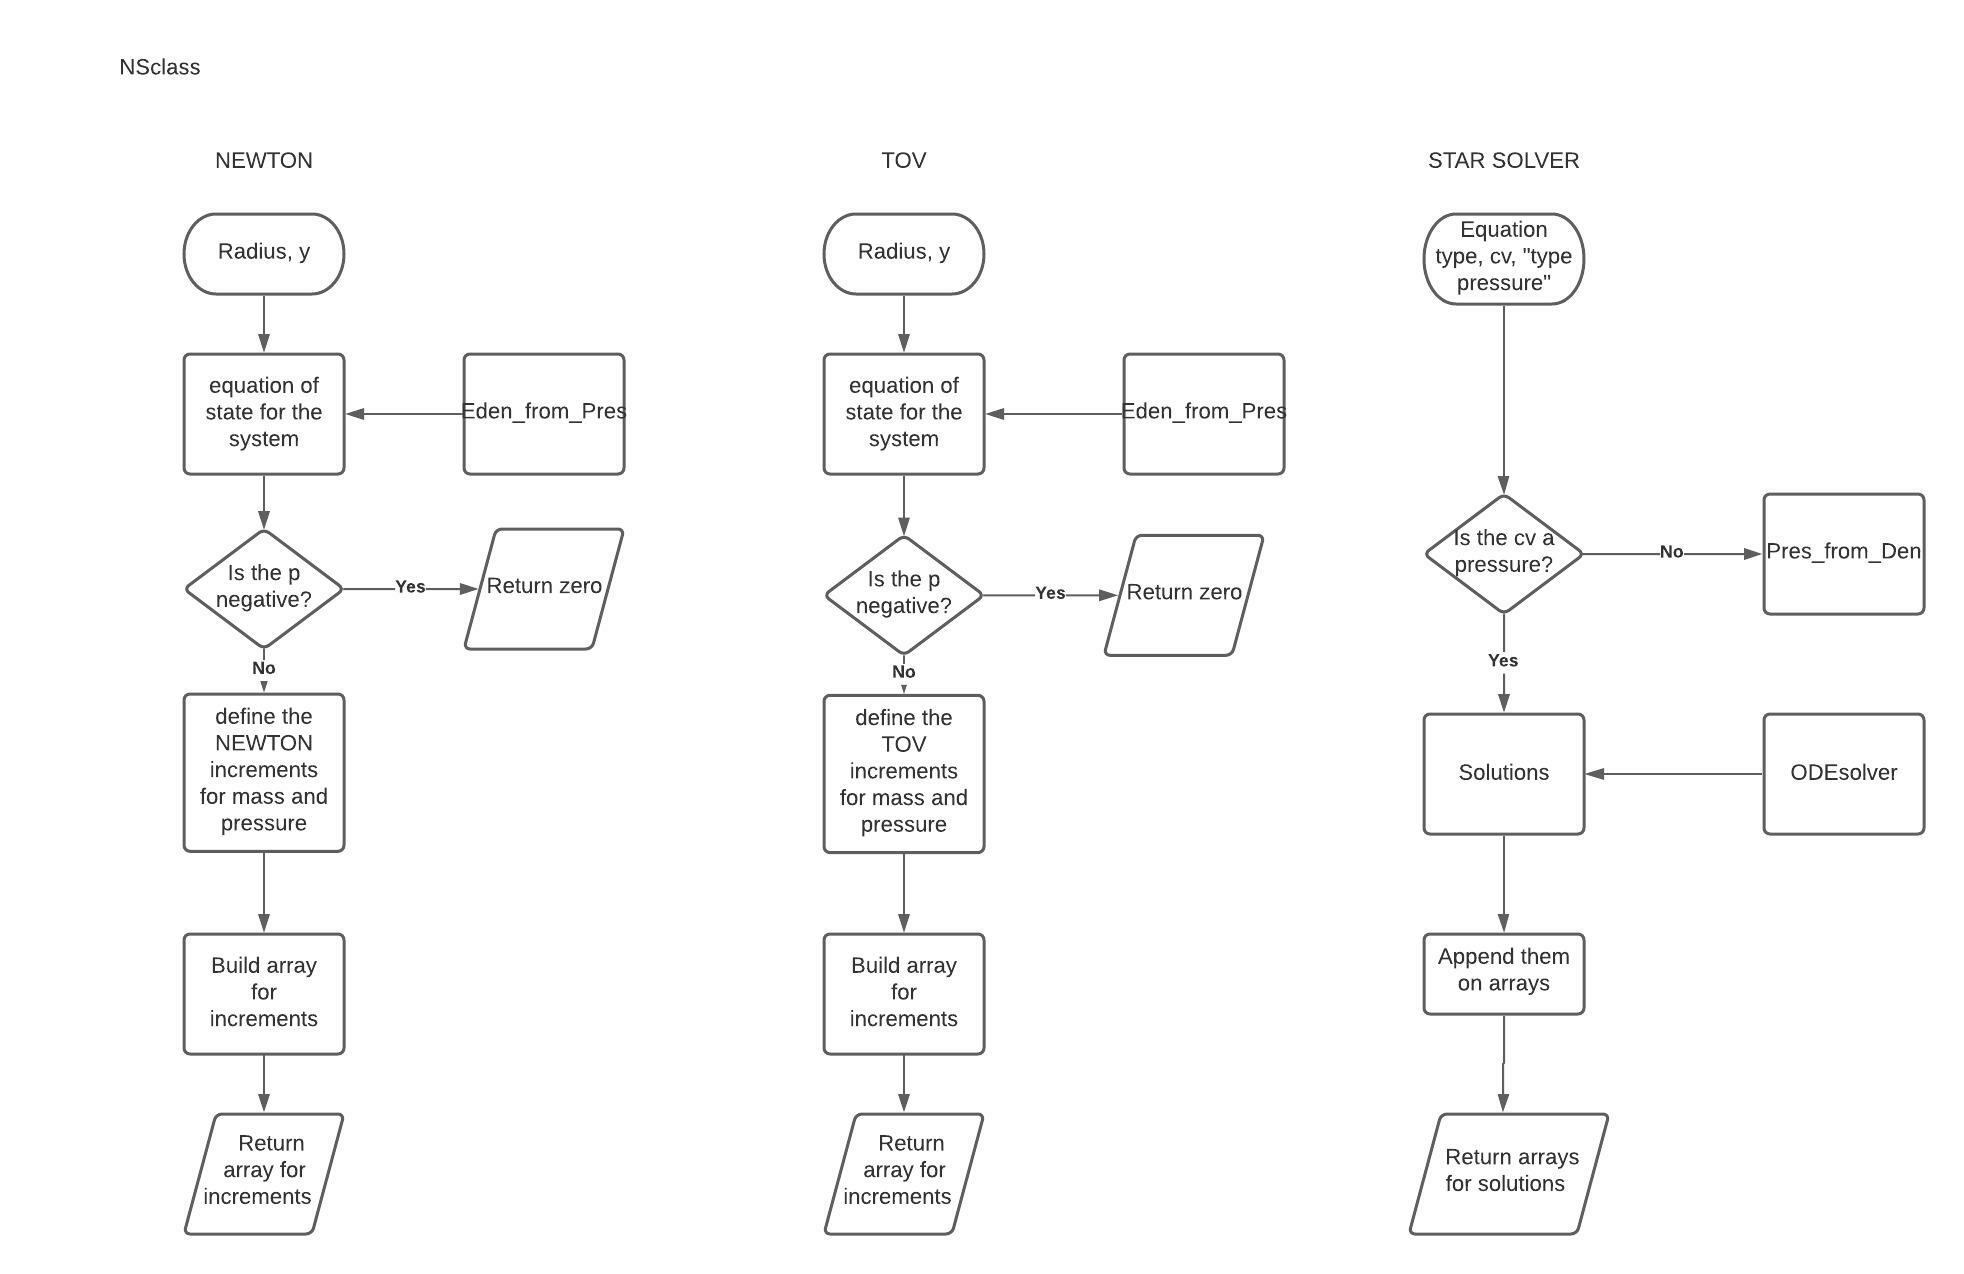 NSclass
NEWTON
Radius, y
equation of
state for the
system
Eden_from_Pres
Is the p
negative?
Yes
Return zero
No
define the
NEWTON
increments
for mass and
pressure
Build array
for
increments
Return
array for
increments
TOV
Radius, y
equation of
state for the
system
Eden_from_Pres
Is the p
negative?
Yes
Return zero
No
define the
TOV
increments
for mass and
pressure
Build array
for
increments
Return
array for
increments
STAR SOLVER
Equation
type, cv, "type
pressure"
Is the cv a
pressure?
No
Pres_from_Den
Yes
Solutions
ODEsolver
Append them
on arrays
Return arrays
for solutions